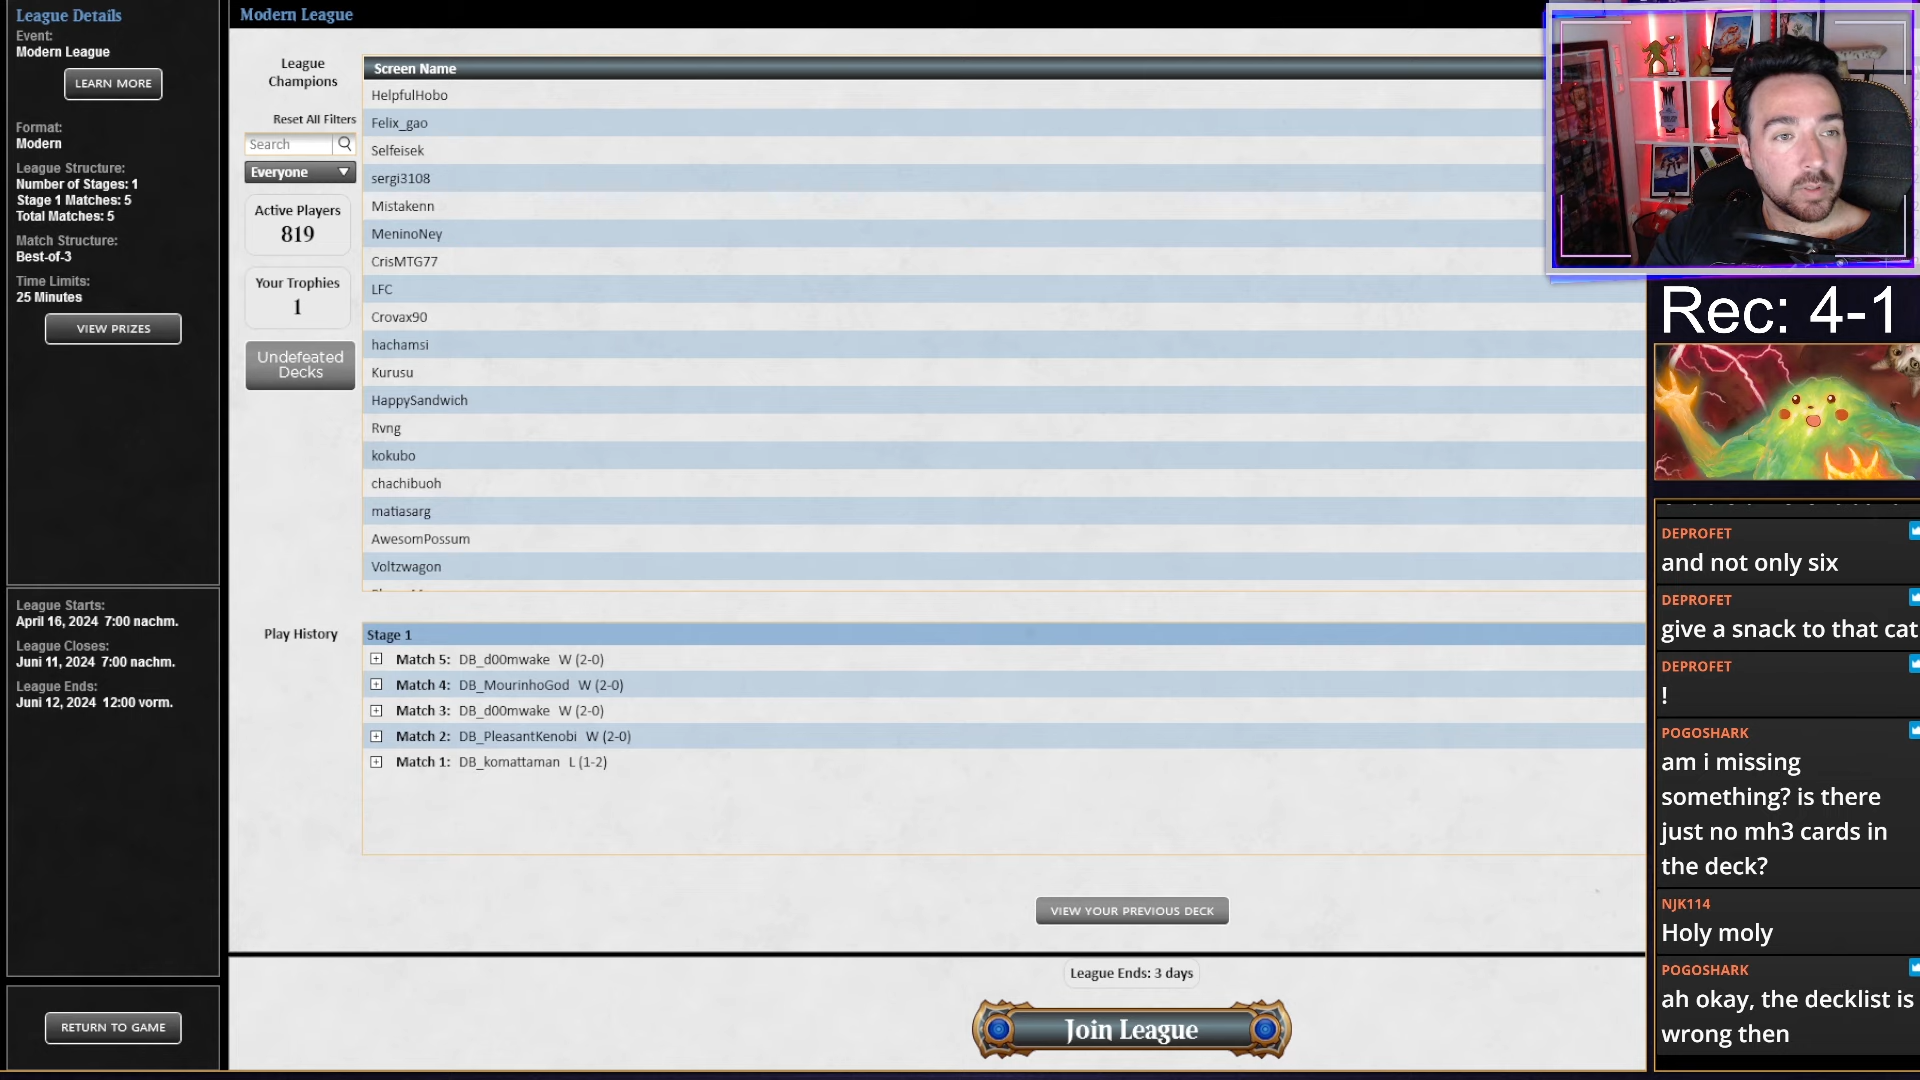 League Details
Event:
Modern League
LEARN MORE
Format:
Modern
League Structure:
Number of Stages: 1
Stage 1 Matches: 5
Total Matches: 5
Match Structure:
Best-of-3
Time Limits:
25 Minutes
VIEW PRIZES
League Starts:
April 16, 2024 7:00 nachm.
League Closes:
Juni 11, 2024 7:00 nachm.
League Ends:
Juni 12, 2024 12:00 vorm.
RETURN TO GAME
Modern League
League
Champions
Reset All Filters
Search
Everyone
Active Players
819
Your Trophies
1
Undefeated
Decks
Screen Name
HelpfulHobo
Felix_gao
Selfeisek
sergi3108
Mistakenn
MeninoNey
CrisMTG77
LFC
Crovax90
hachamsi
Kurusu
HappySandwich
Rvng
kokubo
chachibuoh
matiasarg
AwesomPossum
Voltzwagon
Play History
Stage 1
Match 5: DB_d00mwake W (2-0)
Match 4: DB_MourinhoGod W (2-0)
Match 3: DB_d00mwake W (2-0)
Match 2: DB_PleasantKenobi W (2-0)
Match 1: DB_komattaman L (1-2)
VIEW YOUR PREVIOUS DECK
League Ends: 3 days
Join League
Rec: 4-1
DEPROFET
and not only six
DEPROFET
give a snack to that cat
DEPROFET
!
POGOSHARK
am i missing
something? is there
just no mh3 cards in
the deck?
NJK114
Holy moly
POGOSHARK
ah okay, the decklist is
wrong then